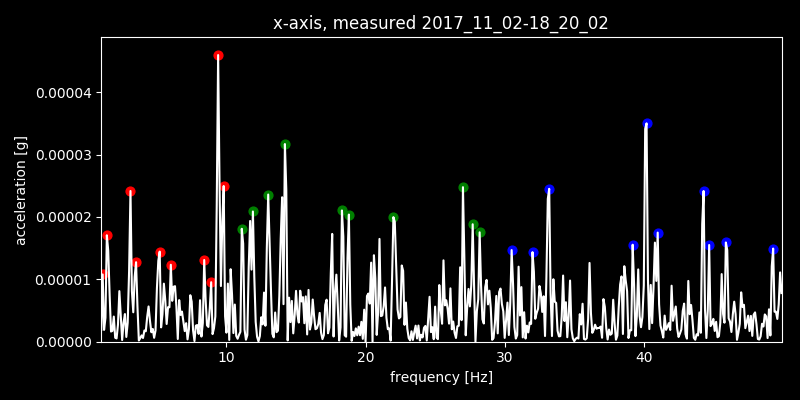 x-axis, measured 2017_11_02-18_20_02
0.00004
0.00003
0.00002
0.00001
0.00000
acceleration [g]
10 20 30 40
frequency [Hz]